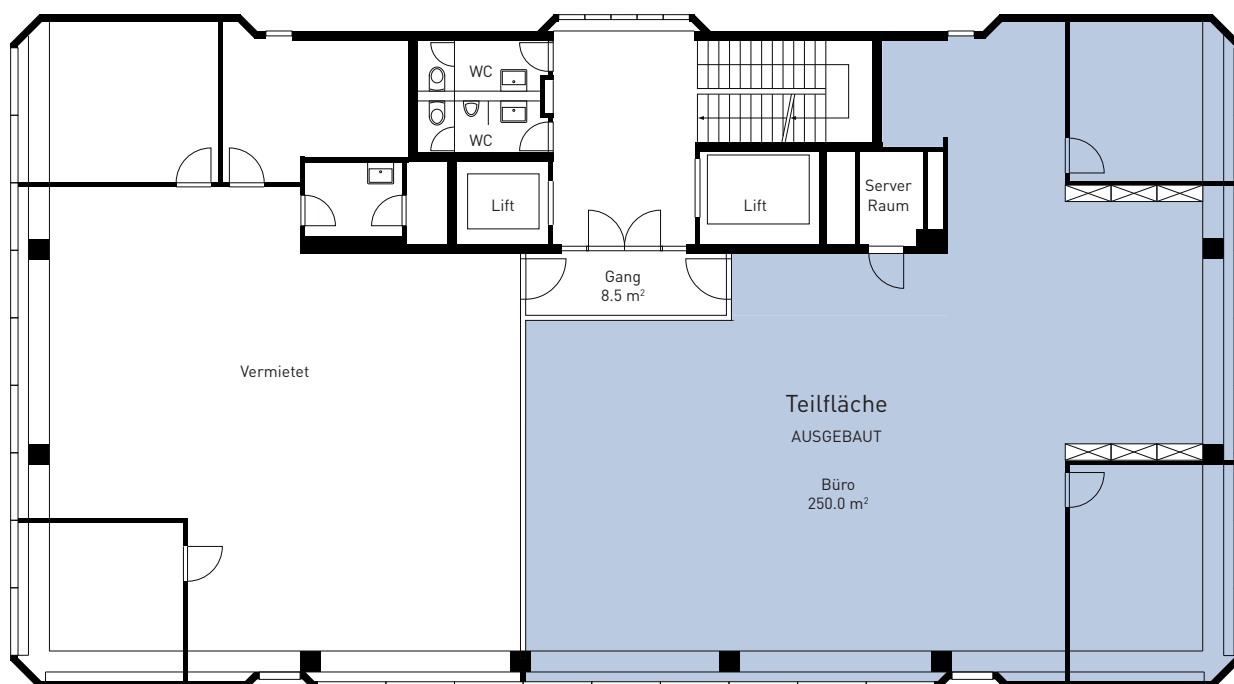 WC
WC
Lift
Lift
Server
Raum
Gang
8.5 m²
Vermietet
Teilfläche
AUSGEBAUT
Büro
250.0 m²